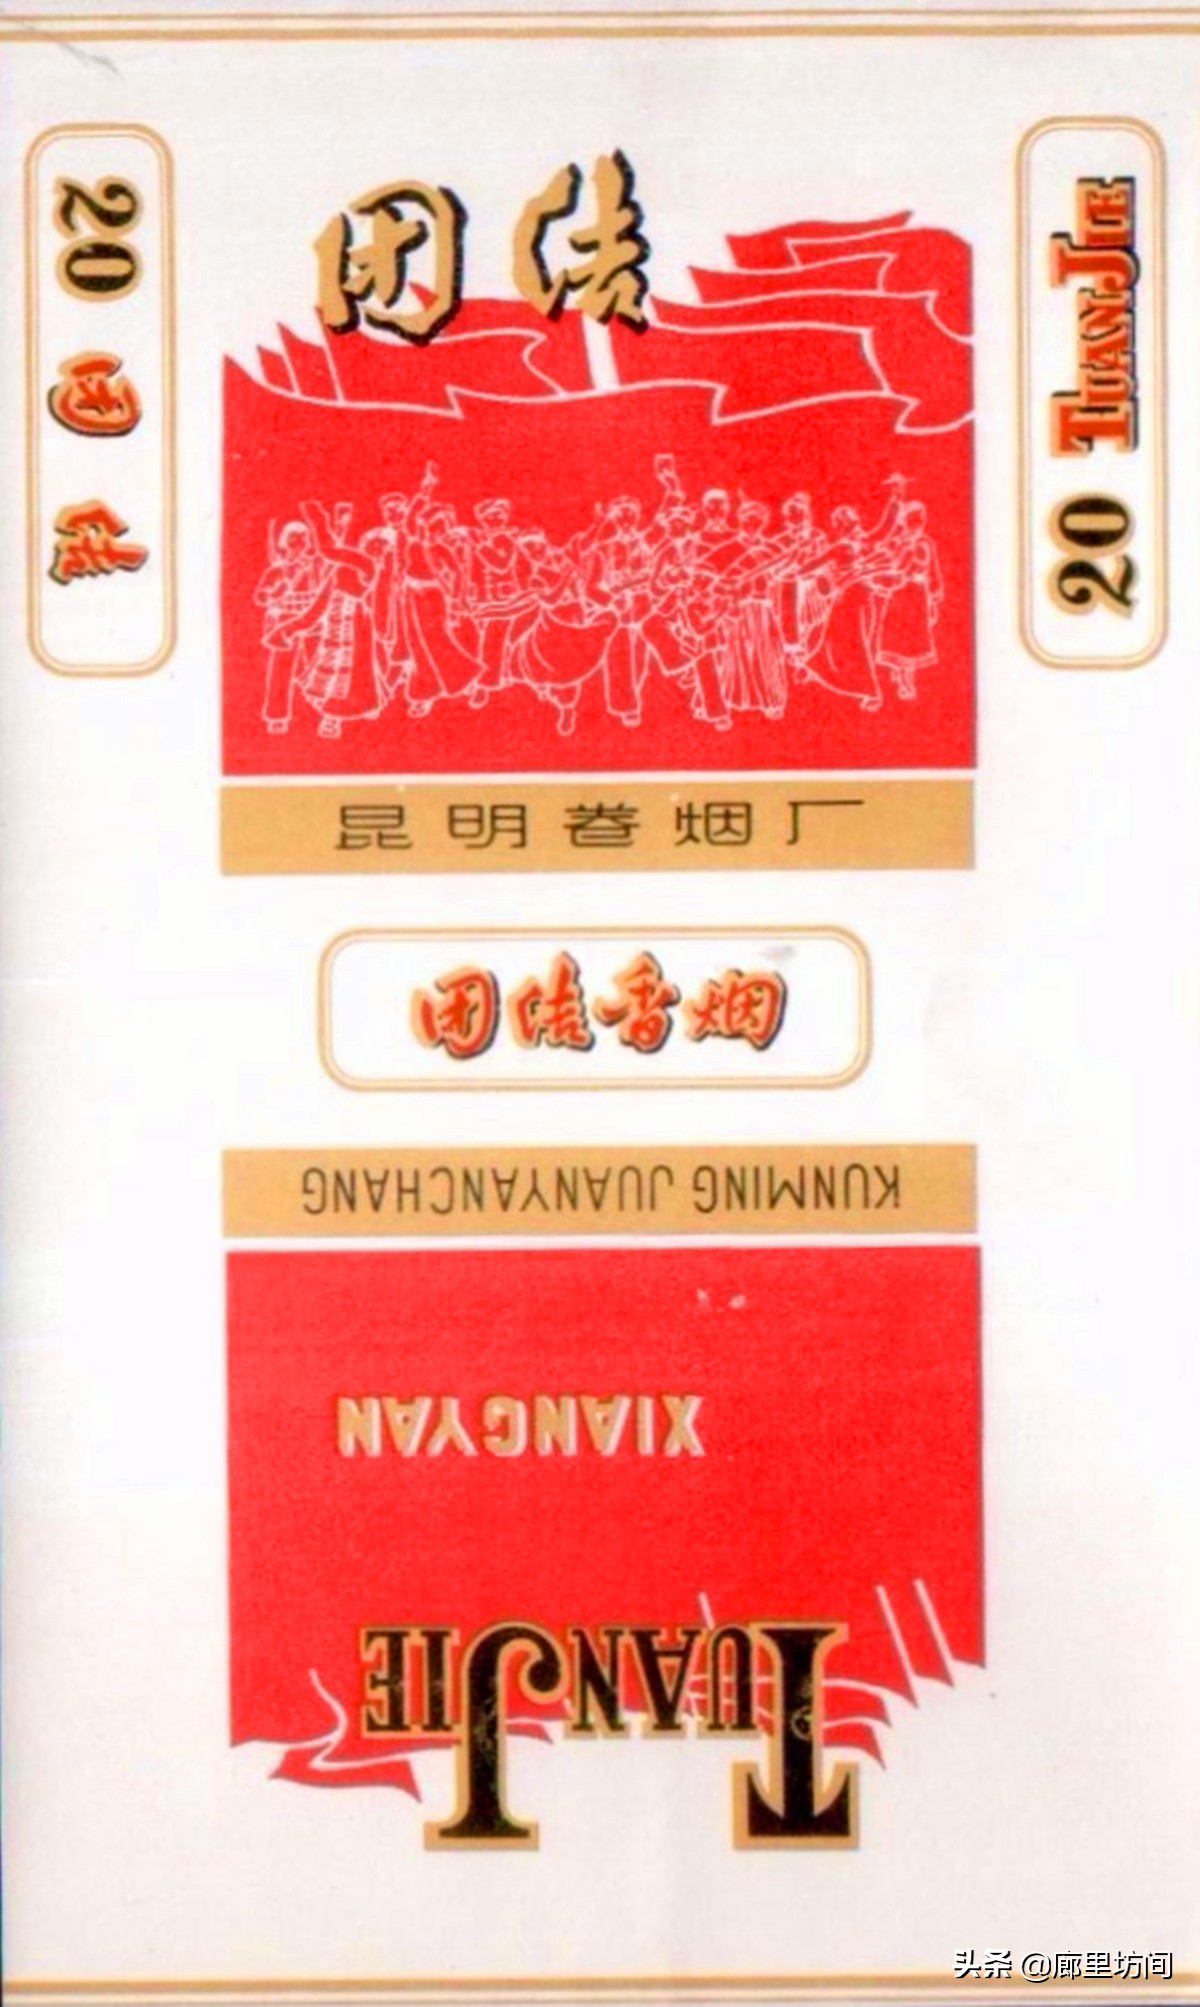 团结
20 团结
20 TUANJIE
昆明卷烟厂
团结香烟
KUNMING JUANYANCHANG
XIANGYAN
TUANJIE
头条 @廊里坊间